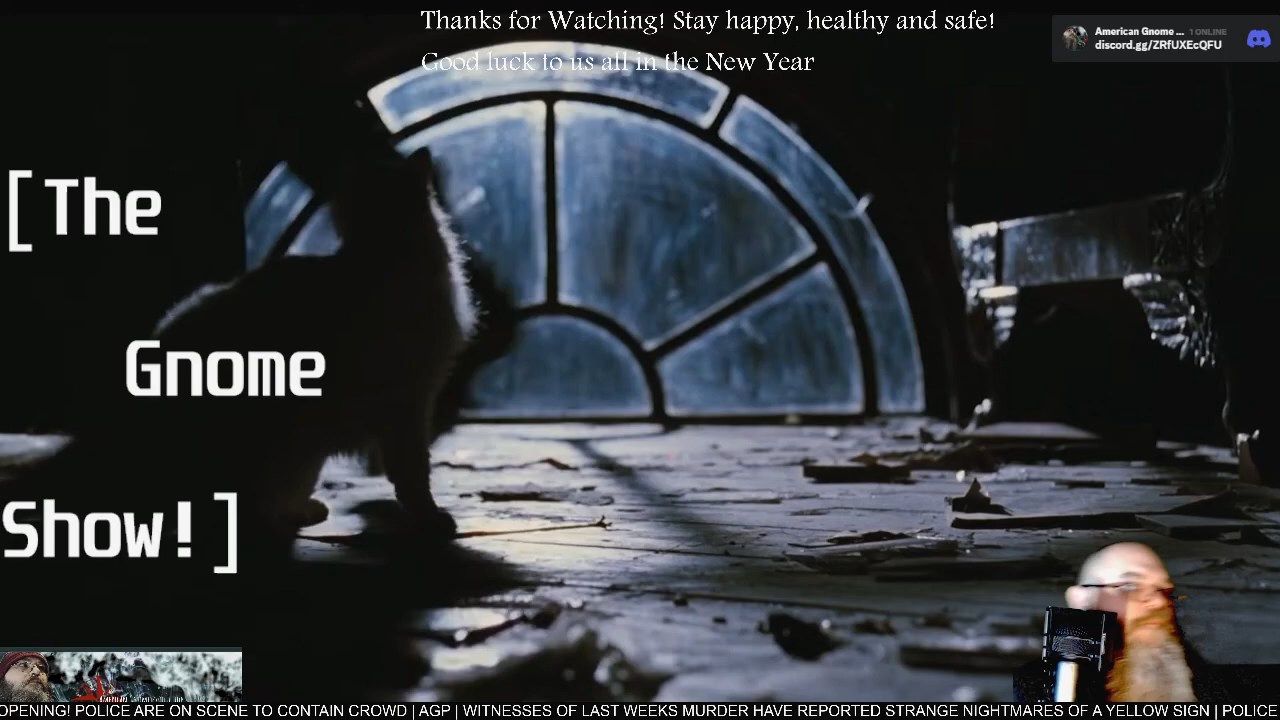 Thanks for Watching! Stay happy, healthy and safe!
Good luck to us all in the New Year
American Gnome ... 1 ONLINE
discord.gg/ZRfUXEcQFU
[The
Gnome
Show!]
OPENING! POLICE ARE ON SCENE TO CONTAIN CROWD | AGP | WITNESSES OF LAST WEEKS MURDER HAVE REPORTED STRANGE NIGHTMARES OF A YELLOW SIGN | POLICE